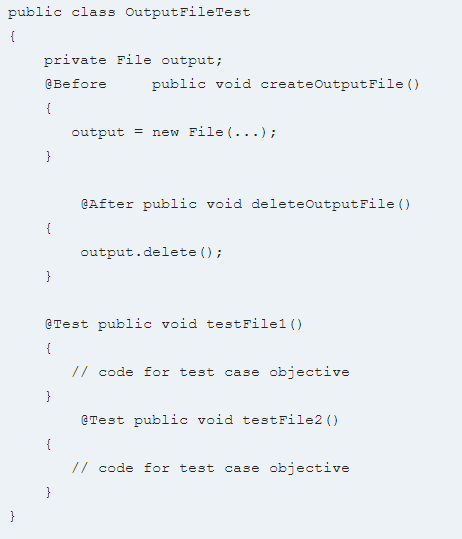 public class OutputFileTest
{
    private File output;
    @Before     public void createOutputFile()
    {
       output = new File(...);
    }

        @After public void deleteOutputFile()
    {
        output.delete();
    }

    @Test public void testFile1()
    {
       // code for test case objective
    }
        @Test public void testFile2()
    {
       // code for test case objective
    }
}